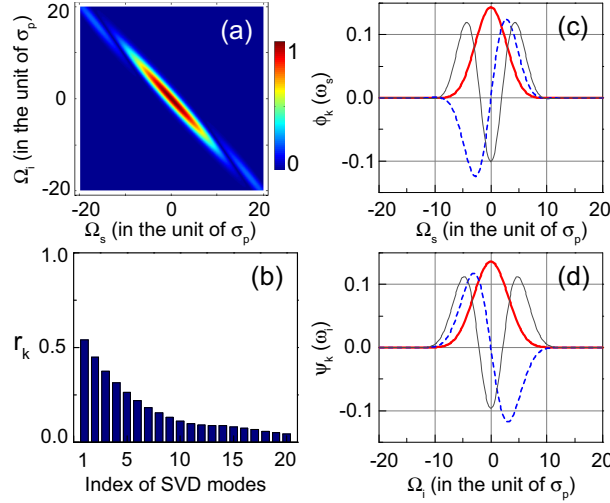 (a)
20
0
-20
Ω_i (in the unit of σ_p)
-20 0 20
Ω_s (in the unit of σ_p)
1
0
(b)
1.0
0.5
0.0
r_k
1 5 10 15 20
Index of SVD modes
(c)
0.1
0.0
-0.1
ϕ_k (ω_s)
-20 -10 0 10 20
Ω_s (in the unit of σ_p)
(d)
0.1
0.0
-0.1
ψ_k (ω_i)
-20 -10 0 10 20
Ω_i (in the unit of σ_p)